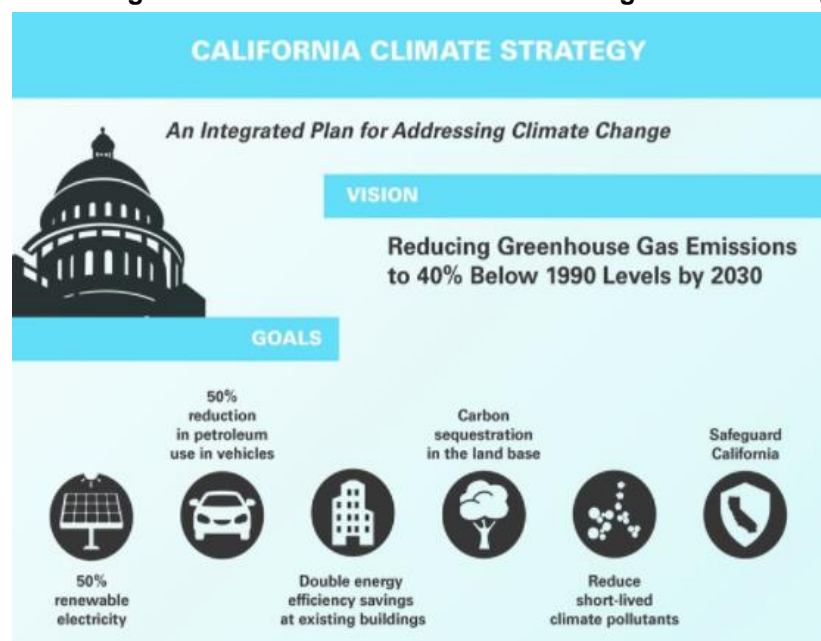 CALIFORNIA CLIMATE STRATEGY
An Integrated Plan for Addressing Climate Change
VISION
Reducing Greenhouse Gas Emissions
to 40% Below 1990 Levels by 2030
GOALS
50%
renewable
electricity
50%
reduction
in petroleum
use in vehicles
Double energy
efficiency savings
at existing buildings
Carbon
sequestration
in the land base
Reduce
short-lived
climate pollutants
Safeguard
California